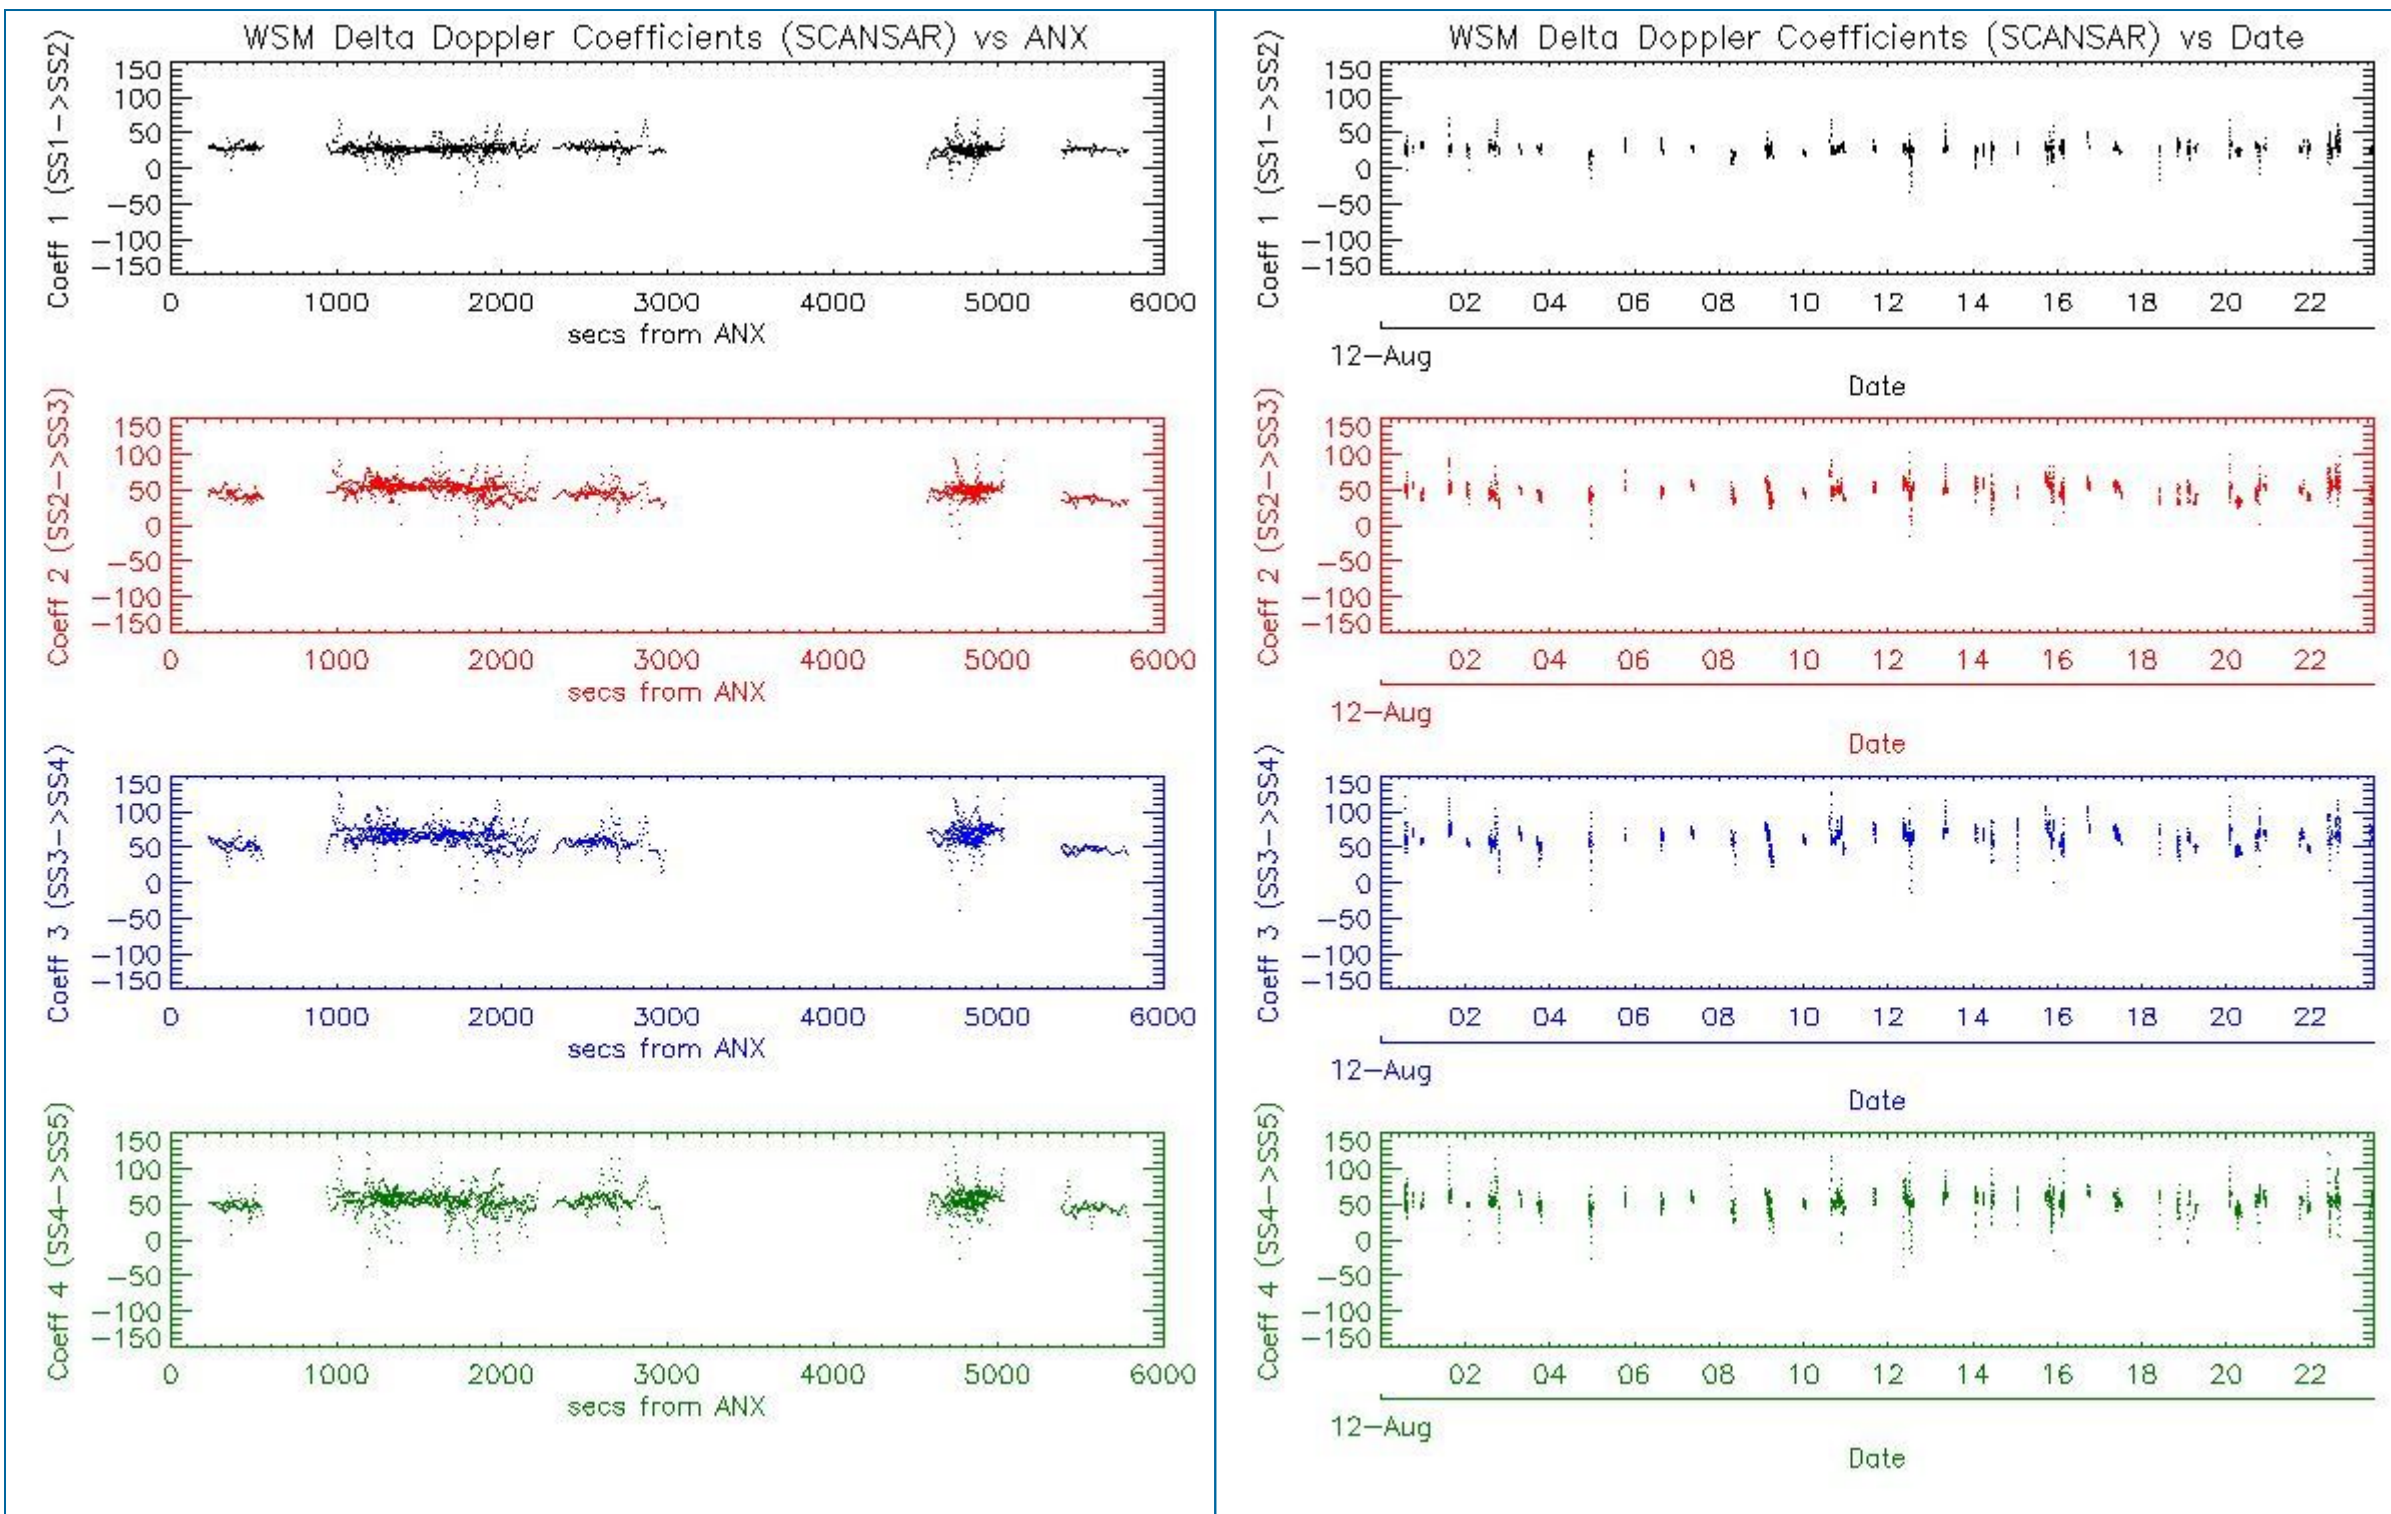 WSM Delta Doppler Coefficients (SCANSAR) vs ANX
Coeff 1 (SS1->SS2)
150
100
50
0
-50
-100
-150
0 1000 2000 3000 4000 5000 6000
secs from ANX
Coeff 2 (SS2->SS3)
150
100
50
0
-50
-100
-150
0 1000 2000 3000 4000 5000 6000
secs from ANX
Coeff 3 (SS3->SS4)
150
100
50
0
-50
-100
-150
0 1000 2000 3000 4000 5000 6000
secs from ANX
Coeff 4 (SS4->SS5)
150
100
50
0
-50
-100
-150
0 1000 2000 3000 4000 5000 6000
secs from ANX
WSM Delta Doppler Coefficients (SCANSAR) vs Date
Coeff 1 (SS1->SS2)
150
100
50
0
-50
-100
-150
02 04 06 08 10 12 14 16 18 20 22
12-Aug
Date
Coeff 2 (SS2->SS3)
150
100
50
0
-50
-100
-150
02 04 06 08 10 12 14 16 18 20 22
12-Aug
Date
Coeff 3 (SS3->SS4)
150
100
50
0
-50
-100
-150
02 04 06 08 10 12 14 16 18 20 22
12-Aug
Date
Coeff 4 (SS4->SS5)
150
100
50
0
-50
-100
-150
02 04 06 08 10 12 14 16 18 20 22
12-Aug
Date